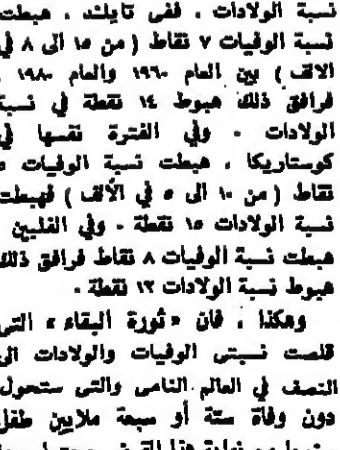 نسبة الولادات . ففي تايلند ، هبطت
نسبة الوفيات ٧ نقاط ( من ١٥ الى ٨ في
الالف ) بين العام ١٩٦٠ والعام ١٩٨٠ ،
فرافق ذلك هبوط ١٤ نقطة في نسبة
الولادات . وفي الفترة نفسها في
كوستاريكا ، هبطت نسبة الوفيات ٥
نقاط ( من ١٠ الى ٥ في الألف ) فهبطت
نسبة الولادات ١٥ نقطة . وفي الفلبين
هبطت نسبة الوفيات ٨ نقاط فرافق ذلك
هبوط نسبة الولادات ١٢ نقطة .
وهكذا ، فان « ثورة البقاء » التي
قلصت نسبتي الوفيات والولادات الى
النصف في العالم النامي والتي ستحول
دون وفاة ستة أو سبعة ملايين طفل